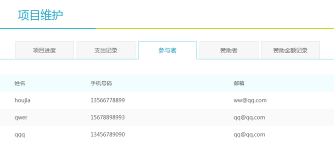 项目维护
项目进度 支出记录 参与者 赞助者 赞助金额记录
姓名 手机号码 邮箱
houjia 13566778899 ww@qq.com
qwer 15678898993 qq@qq.com
qqq 13456789090 qq@qq.com